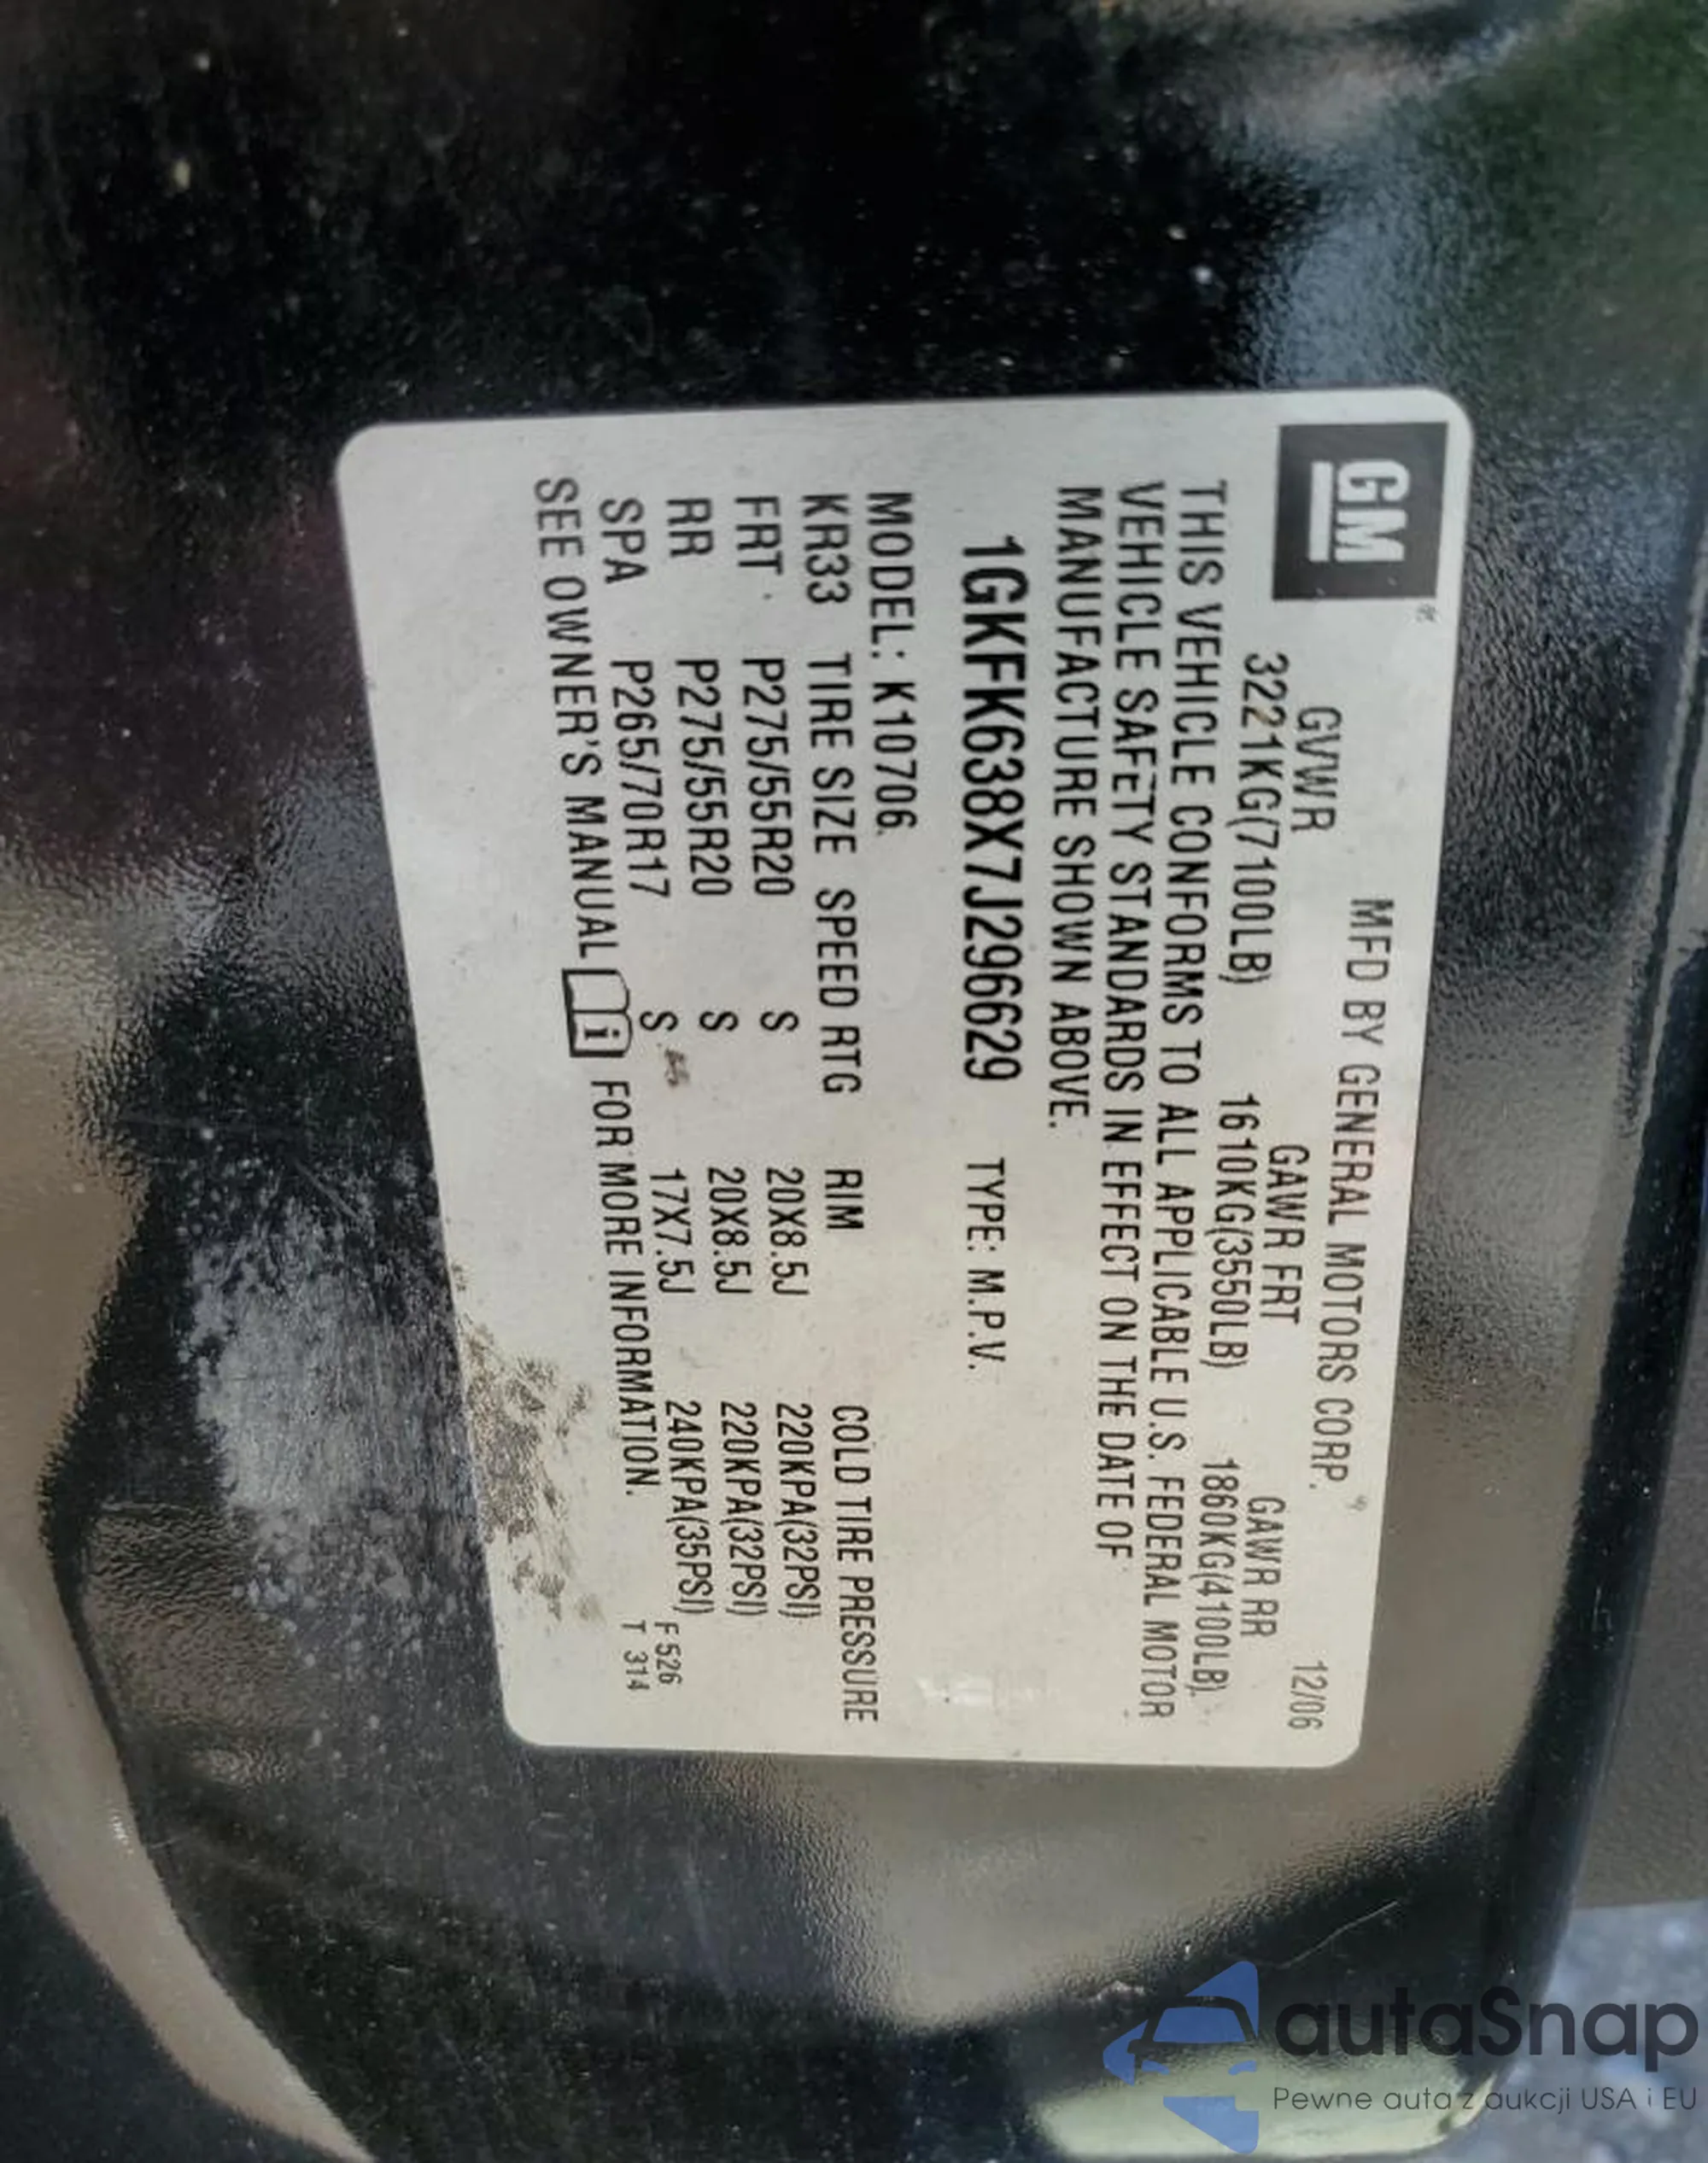 GM
MFD BY GENERAL MOTORS CORP. 12/06
GVWR GAWR FRT GAWR RR
3221KG(7100LB) 1610KG(3550LB) 1860KG(4100LB)
THIS VEHICLE CONFORMS TO ALL APPLICABLE U.S. FEDERAL MOTOR
VEHICLE SAFETY STANDARDS IN EFFECT ON THE DATE OF
MANUFACTURE SHOWN ABOVE.
1GKFK638X7J296629 TYPE: M.P.V.
MODEL: K10706
KR33 TIRE SIZE SPEED RTG RIM COLD TIRE PRESSURE
FRT P275/55R20 S 20X8.5J 220KPA(32PSI)
RR P275/55R20 S 20X8.5J 220KPA(32PSI)
SPA P265/70R17 S 17X7.5J 240KPA(35PSI) F526
SEE OWNER'S MANUAL i FOR MORE INFORMATION. T 314
autaSnap
Pewne auta z aukcji USA i EU